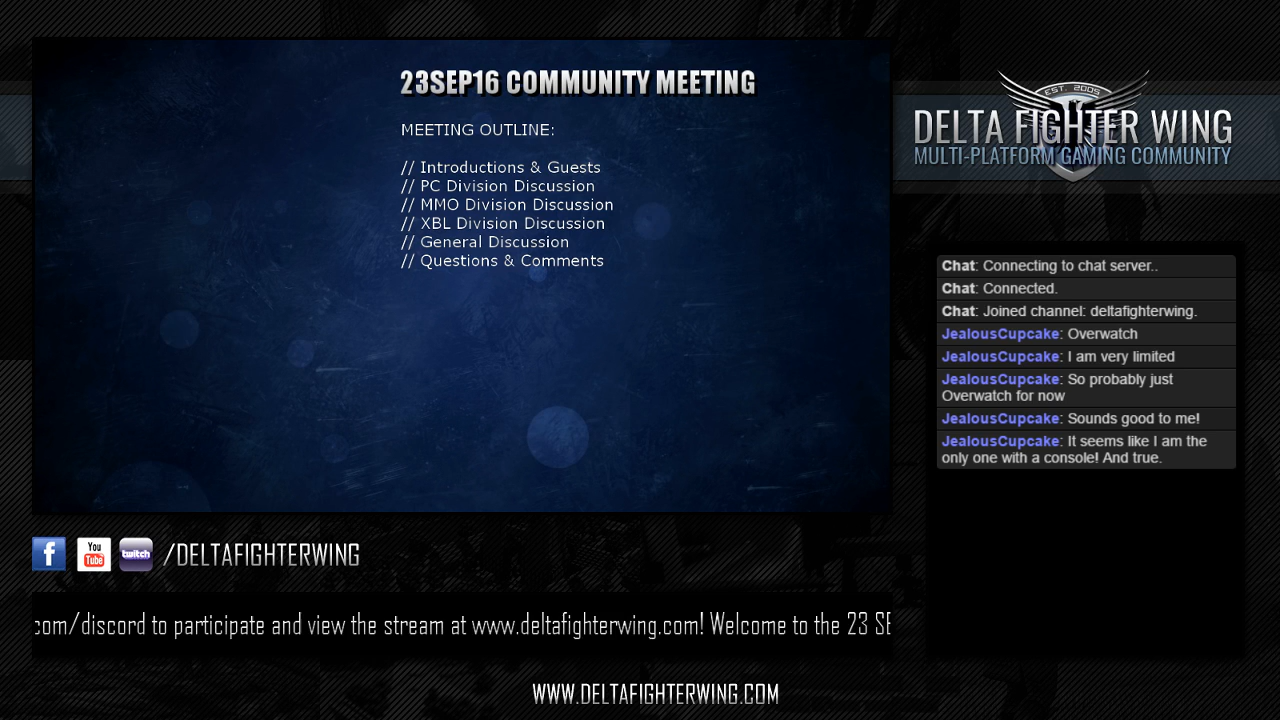 23SEP16 COMMUNITY MEETING
MEETING OUTLINE:
// Introductions & Guests
// PC Division Discussion
// MMO Division Discussion
// XBL Division Discussion
// General Discussion
// Questions & Comments
EST. 2005
DELTA FIGHTER WING
MULTI-PLATFORM GAMING COMMUNITY
Chat: Connecting to chat server..
Chat: Connected.
Chat: Joined channel: deltafighterwing.
JealousCupcake: Overwatch
JealousCupcake: I am very limited
JealousCupcake: So probably just
Overwatch for now
JealousCupcake: Sounds good to me!
JealousCupcake: It seems like I am the
only one with a console! And true.
f You Tube twitch /DELTAFIGHTERWING
com/discord to participate and view the stream at www.deltafighterwing.com! Welcome to the 23 SE
WWW.DELTAFIGHTERWING.COM